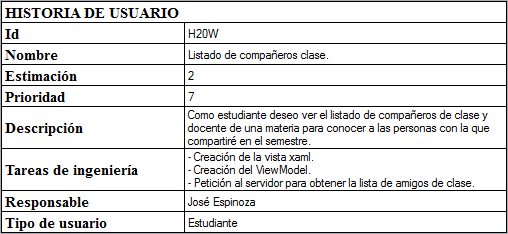 HISTORIA DE USUARIO
Id H20W
Nombre Listado de compañeros clase.
Estimación 2
Prioridad 7
Descripción Como estudiante deseo ver el listado de compañeros de clase y
docente de una materia para conocer a las personas con la que
compartiré en el semestre.
Tareas de ingeniería - Creación de la vista xaml.
- Creación del ViewModel.
- Petición al servidor para obtener la lista de amigos de clase.
Responsable José Espinoza
Tipo de usuario Estudiante